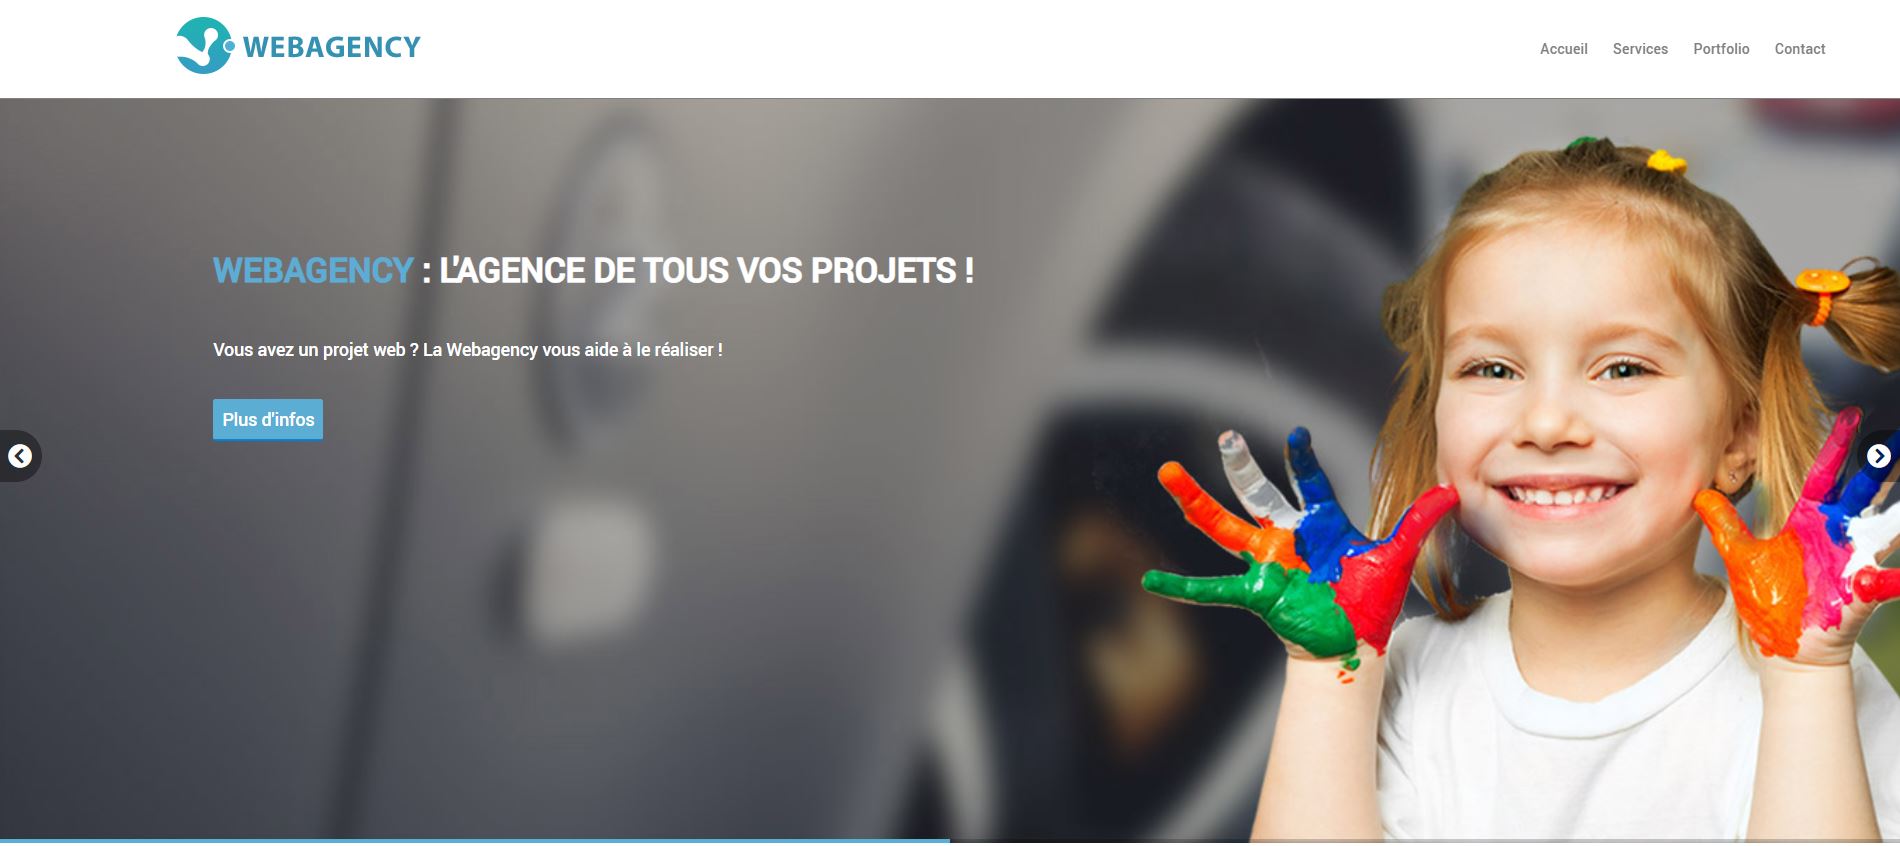 WEBAGENCY
Accueil Services Portfolio Contact
WEBAGENCY : L'AGENCE DE TOUS VOS PROJETS !
Vous avez un projet web ? La Webagency vous aide à le réaliser !
Plus d'infos